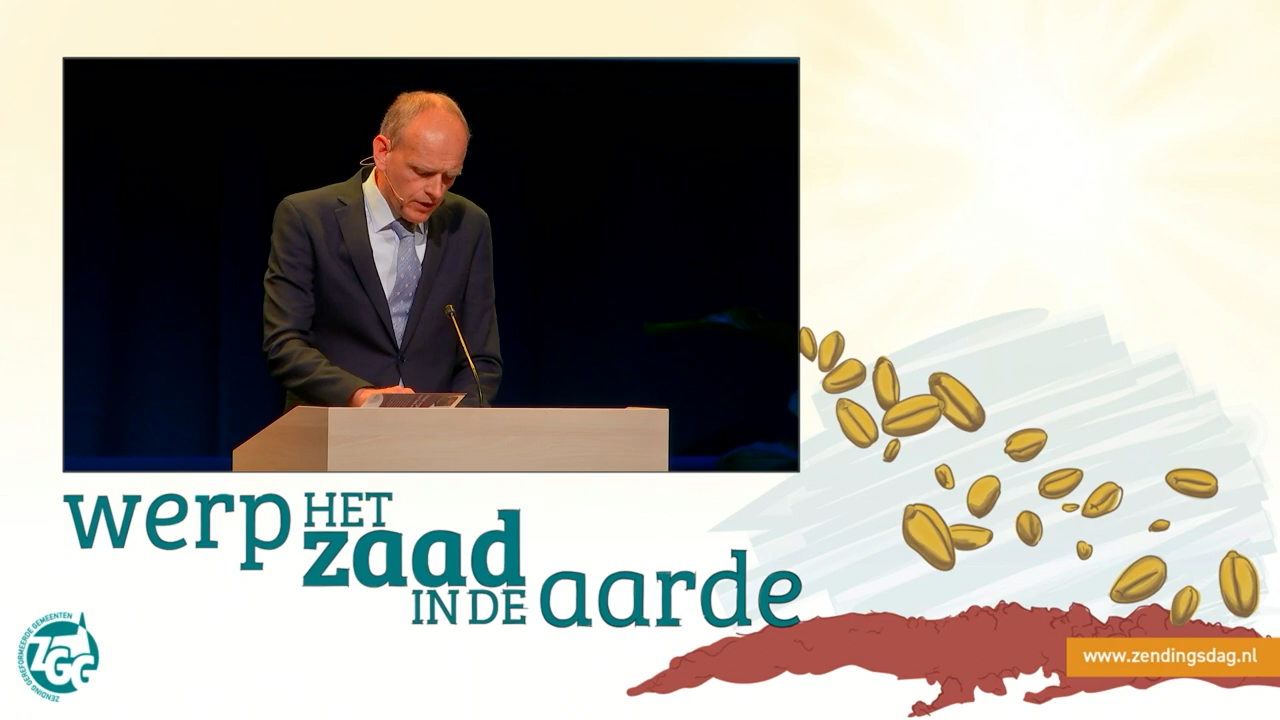 werp HET
zaad
IN DE aarde
ZENDING GEREFORMEERDE GEMEENTEN
ZGG
www.zendingsdag.nl